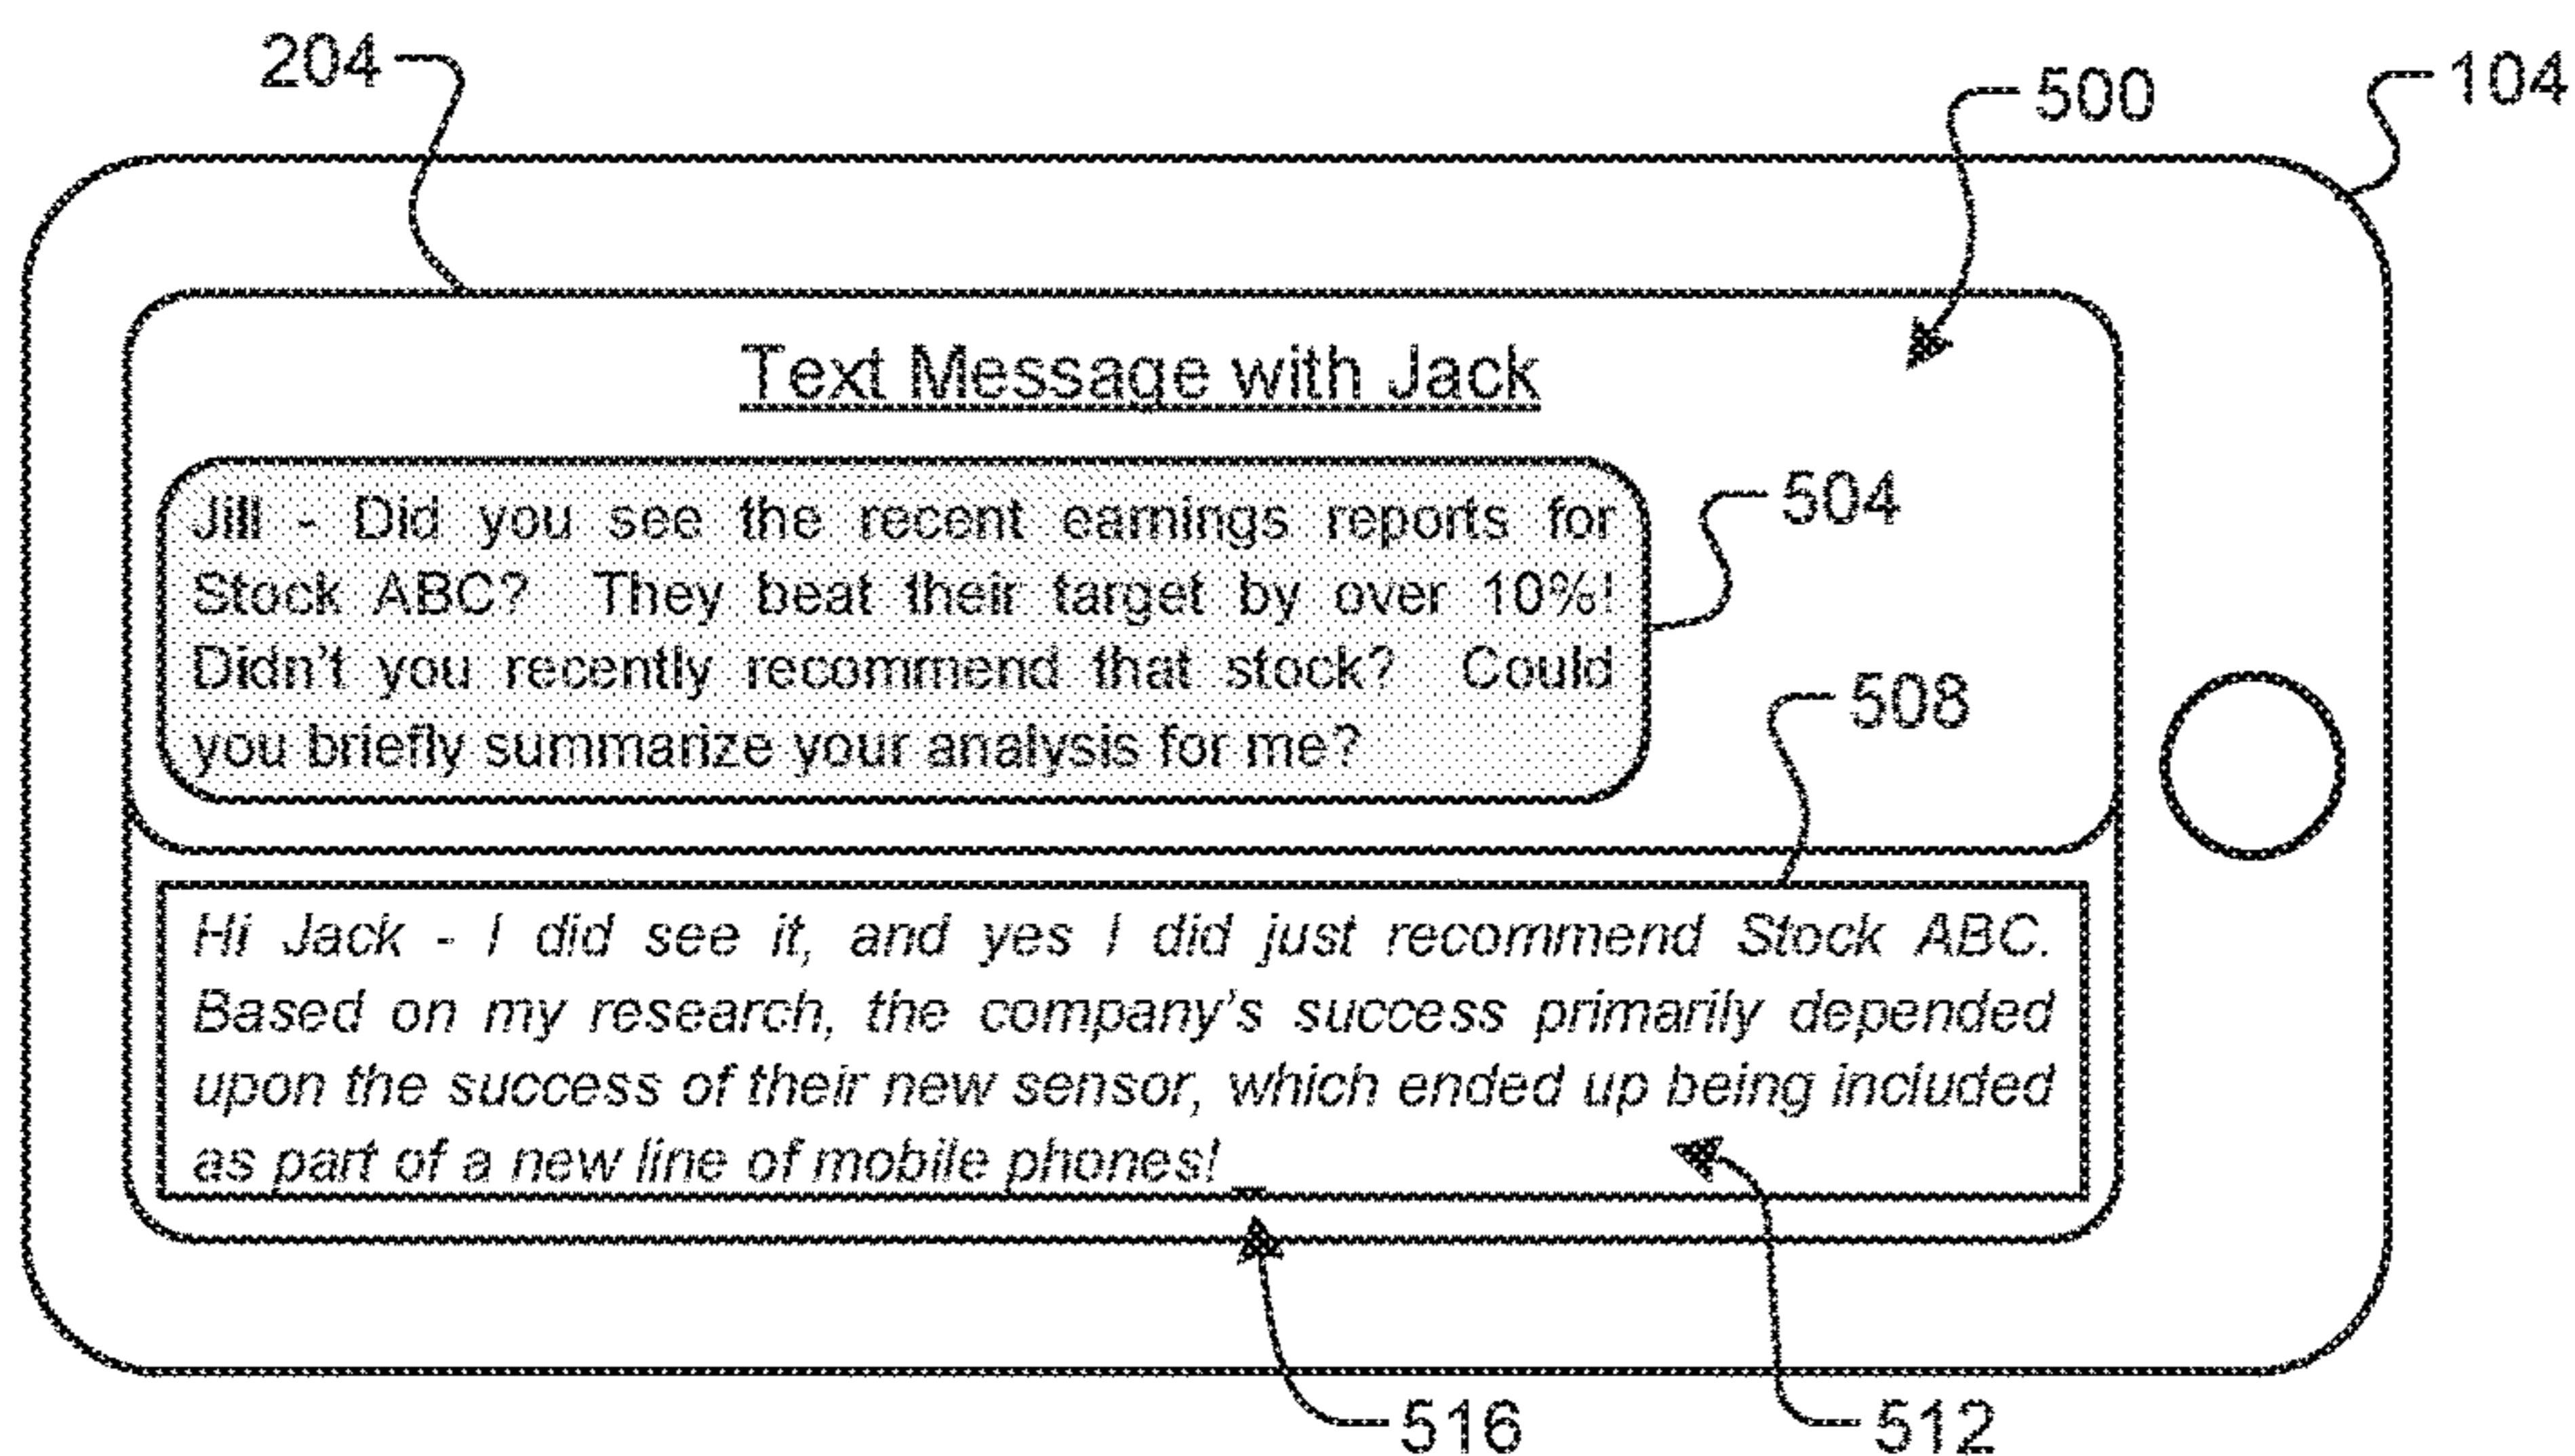 204
500
104
Text Message with Jack
Jill - Did you see the recent earnings reports for
Stock ABC? They beat their target by over 10%!
Didn't you recently recommend that stock? Could
you briefly summarize your analysis for me?
504
508
Hi Jack - I did see it, and yes I did just recommend Stock ABC.
Based on my research, the company's success primarily depended
upon the success of their new sensor, which ended up being included
as part of a new line of mobile phones! _
516
512